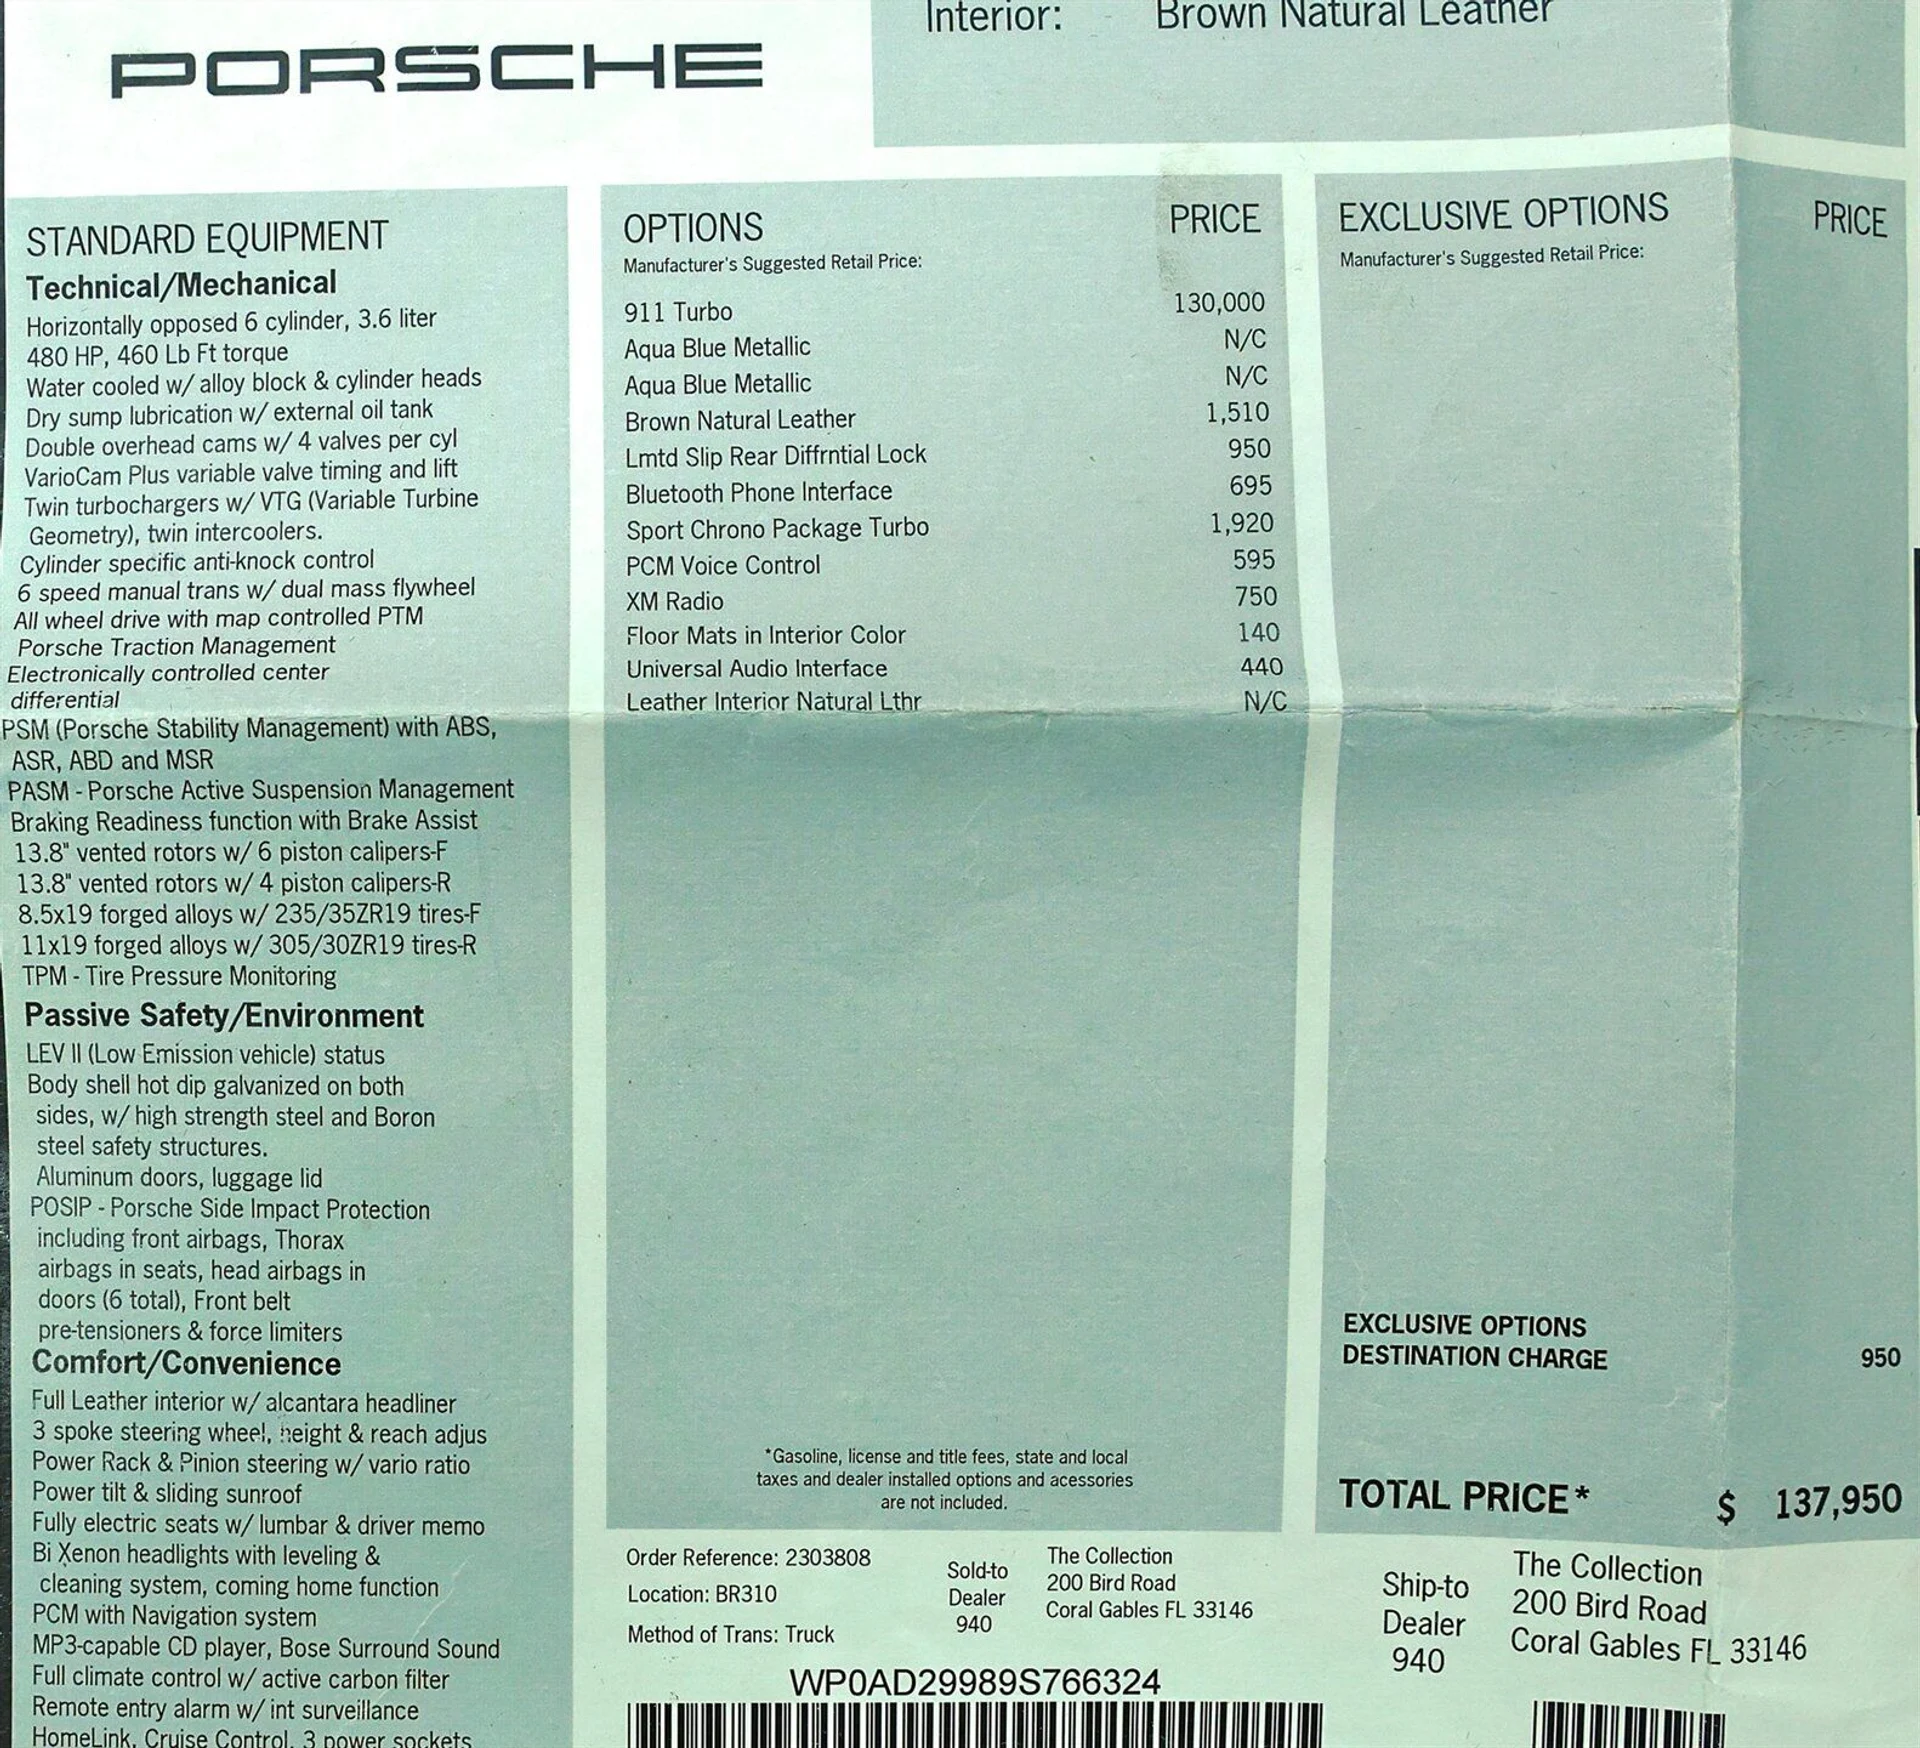 PORSCHE
Interior: Brown Natural Leather
STANDARD EQUIPMENT
Technical/Mechanical
Horizontally opposed 6 cylinder, 3.6 liter
480 HP, 460 Lb Ft torque
Water cooled w/ alloy block & cylinder heads
Dry sump lubrication w/ external oil tank
Double overhead cams w/ 4 valves per cyl
VarioCam Plus variable valve timing and lift
Twin turbochargers w/ VTG (Variable Turbine
Geometry), twin intercoolers.
Cylinder specific anti-knock control
6 speed manual trans w/ dual mass flywheel
All wheel drive with map controlled PTM
Porsche Traction Management
Electronically controlled center
differential
PSM (Porsche Stability Management) with ABS,
ASR, ABD and MSR
PASM - Porsche Active Suspension Management
Braking Readiness function with Brake Assist
13.8" vented rotors w/ 6 piston calipers-F
13.8" vented rotors w/ 4 piston calipers-R
8.5x19 forged alloys w/ 235/35ZR19 tires-F
11x19 forged alloys w/ 305/30ZR19 tires-R
TPM - Tire Pressure Monitoring
Passive Safety/Environment
LEV II (Low Emission vehicle) status
Body shell hot dip galvanized on both
sides, w/ high strength steel and Boron
steel safety structures.
Aluminum doors, luggage lid
POSIP - Porsche Side Impact Protection
including front airbags, Thorax
airbags in seats, head airbags in
doors (6 total), Front belt
pre-tensioners & force limiters
Comfort/Convenience
Full Leather interior w/ alcantara headliner
3 spoke steering wheel, height & reach adjus
Power Rack & Pinion steering w/ vario ratio
Power tilt & sliding sunroof
Fully electric seats w/ lumbar & driver memo
Bi Xenon headlights with leveling &
cleaning system, coming home function
PCM with Navigation system
MP3-capable CD player, Bose Surround Sound
Full climate control w/ active carbon filter
Remote entry alarm w/ int surveillance
HomeLink, Cruise Control, 3 power sockets
OPTIONS PRICE
Manufacturer's Suggested Retail Price:
911 Turbo 130,000
Aqua Blue Metallic N/C
Aqua Blue Metallic N/C
Brown Natural Leather 1,510
Lmtd Slip Rear Diffrntial Lock 950
Bluetooth Phone Interface 695
Sport Chrono Package Turbo 1,920
PCM Voice Control 595
XM Radio 750
Floor Mats in Interior Color 140
Universal Audio Interface 440
Leather Interior Natural Lthr N/C
*Gasoline, license and title fees, state and local
taxes and dealer installed options and acessories
are not included.
EXCLUSIVE OPTIONS PRICE
Manufacturer's Suggested Retail Price:
EXCLUSIVE OPTIONS
DESTINATION CHARGE 950
TOTAL PRICE* $ 137,950
Order Reference: 2303808
Location: BR310
Method of Trans: Truck
Sold-to
Dealer
940
The Collection
200 Bird Road
Coral Gables FL 33146
Ship-to
Dealer
940
The Collection
200 Bird Road
Coral Gables FL 33146
WP0AD29989S766324